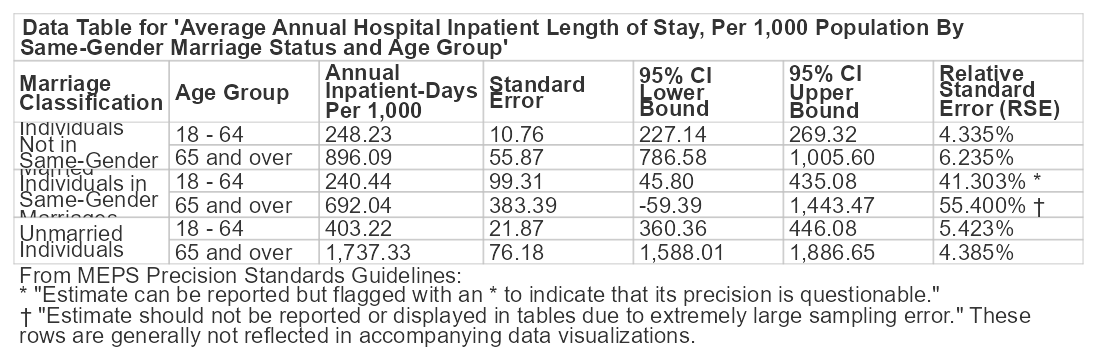 Data Table for 'Average Annual Hospital Inpatient Length of Stay, Per 1,000 Population By
Same-Gender Marriage Status and Age Group'
Marriage Classification Age Group Annual Inpatient-Days Per 1,000 Standard Error 95% CI Lower Bound 95% CI Upper Bound Relative Standard Error (RSE)
Individuals
Not in
Same-Gender
18 - 64 248.23 10.76 227.14 269.32 4.335%
65 and over 896.09 55.87 786.58 1,005.60 6.235%
Married
Individuals in
Same-Gender
Marriages
18 - 64 240.44 99.31 45.80 435.08 41.303% *
65 and over 692.04 383.39 -59.39 1,443.47 55.400% †
Unmarried
Individuals
18 - 64 403.22 21.87 360.36 446.08 5.423%
65 and over 1,737.33 76.18 1,588.01 1,886.65 4.385%
From MEPS Precision Standards Guidelines:
* "Estimate can be reported but flagged with an * to indicate that its precision is questionable."
† "Estimate should not be reported or displayed in tables due to extremely large sampling error." These
rows are generally not reflected in accompanying data visualizations.